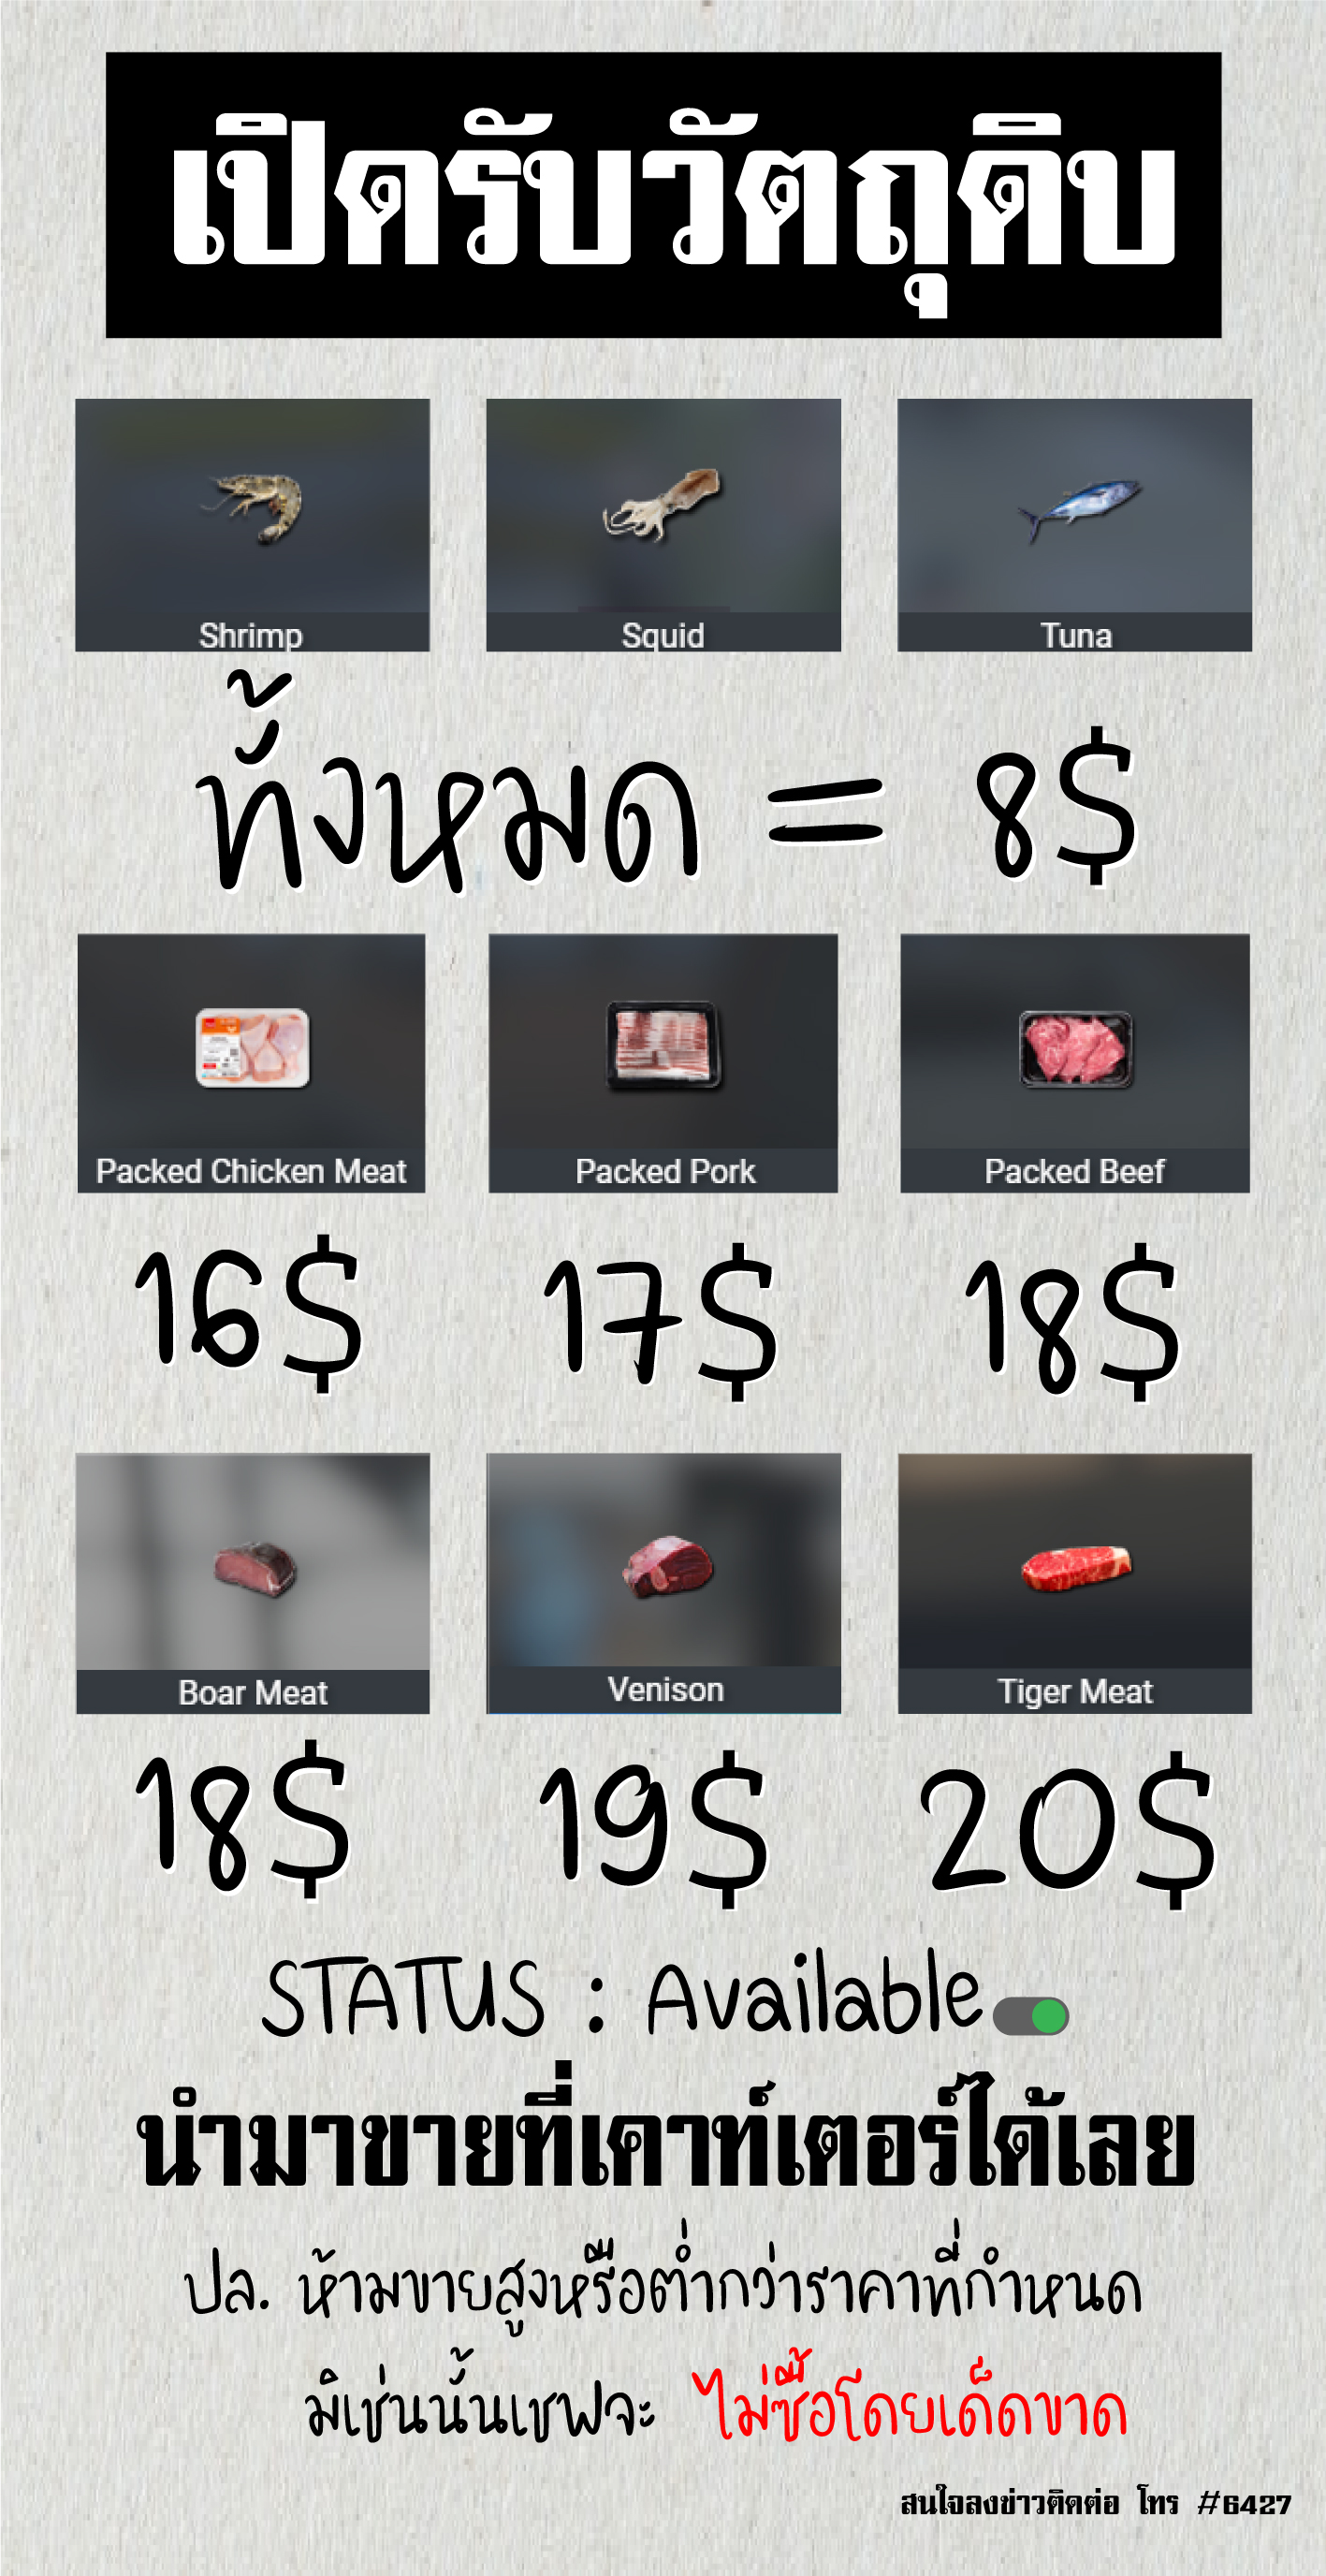 เปิดรับวัตถุดิบ
Shrimp Squid Tuna
ทั้งหมด = 8$
Packed Chicken Meat Packed Pork Packed Beef
16$ 17$ 18$
Boar Meat Venison Tiger Meat
18$ 19$ 20$
STATUS : Available
นำมาขายที่เคาท์เตอร์ได้เลย
ปล. ห้ามขายสูงหรือต่ำกว่าราคาที่กำหนด
มิเช่นนั้นเชฟจะ ไม่ซื้อโดยเด็ดขาด
สนใจลงข่าวติดต่อ โทร #6427